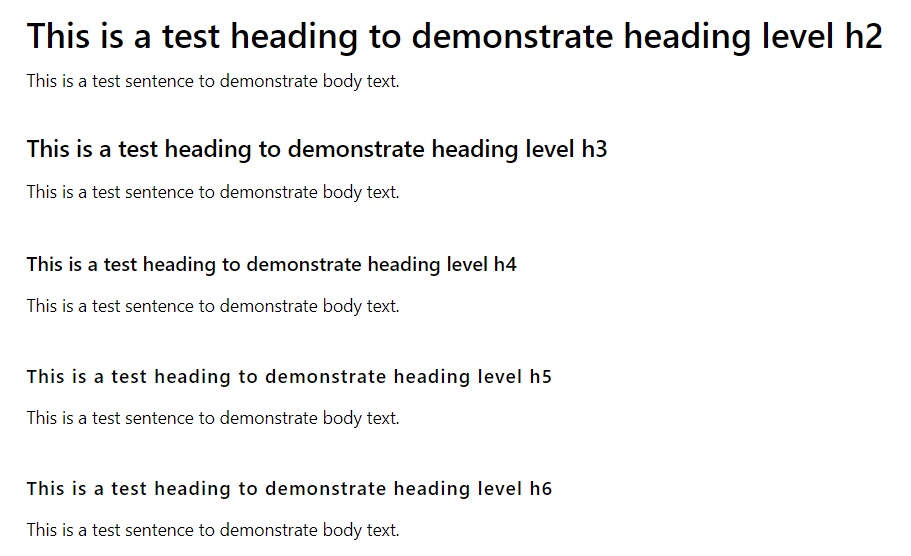 This is a test heading to demonstrate heading level h2
This is a test sentence to demonstrate body text.
This is a test heading to demonstrate heading level h3
This is a test sentence to demonstrate body text.
This is a test heading to demonstrate heading level h4
This is a test sentence to demonstrate body text.
This is a test heading to demonstrate heading level h5
This is a test sentence to demonstrate body text.
This is a test heading to demonstrate heading level h6
This is a test sentence to demonstrate body text.